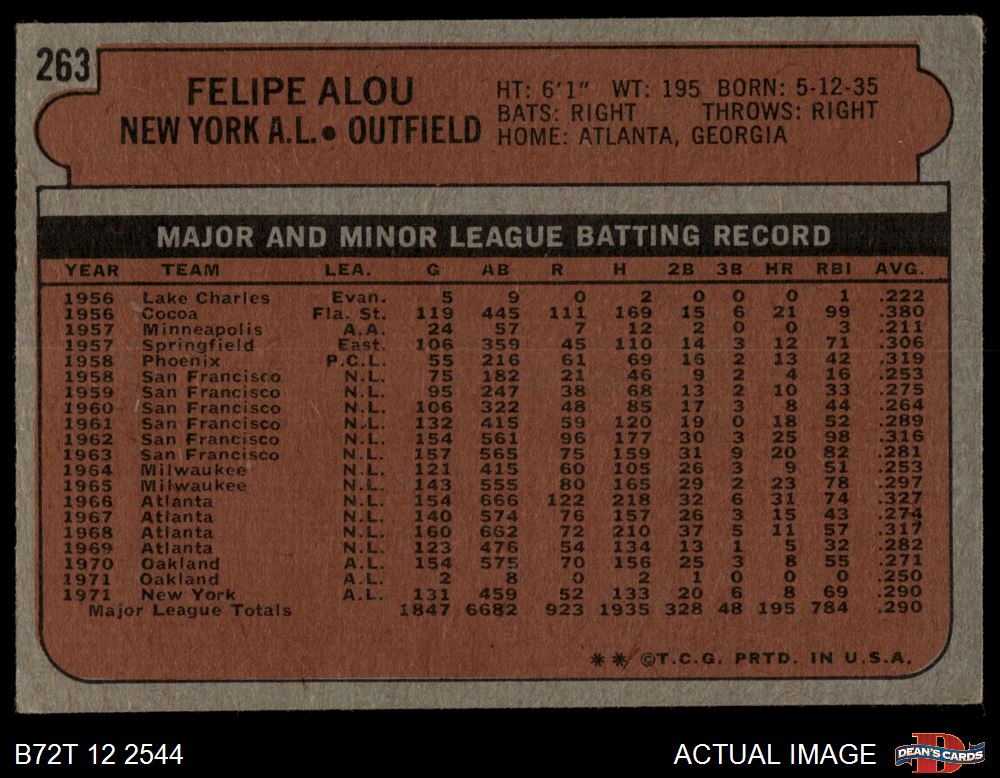 263
FELIPE ALOU
NEW YORK A.L.• OUTFIELD
HT: 6'1" WT: 195 BORN: 5-12-35
BATS: RIGHT THROWS: RIGHT
HOME: ATLANTA, GEORGIA
MAJOR AND MINOR LEAGUE BATTING RECORD
YEAR TEAM LEA. G AB R H 2B 3B HR RBI AVG.
1956 Lake Charles Evan. 5 9 0 2 0 0 0 1 .222
1956 Cocoa Fla. St. 119 445 111 169 15 6 21 99 .380
1957 Minneapolis A.A. 24 57 7 12 2 0 0 3 .211
1957 Springfield East. 106 359 45 110 14 3 12 71 .306
1958 Phoenix P.C.L. 55 216 61 69 16 2 13 42 .319
1958 San Francisco N.L. 75 182 21 46 9 2 4 16 .253
1959 San Francisco N.L. 95 247 38 68 13 2 10 33 .275
1960 San Francisco N.L. 106 322 48 85 17 3 8 44 .264
1961 San Francisco N.L. 132 415 59 120 19 0 18 52 .289
1962 San Francisco N.L. 154 561 96 177 30 3 25 98 .316
1963 San Francisco N.L. 157 565 75 159 31 9 20 82 .281
1964 Milwaukee N.L. 121 415 60 105 26 3 9 51 .253
1965 Milwaukee N.L. 143 555 80 165 29 2 23 78 .297
1966 Atlanta N.L. 154 666 122 218 32 6 31 74 .327
1967 Atlanta N.L. 140 574 76 157 26 3 15 43 .274
1968 Atlanta N.L. 160 662 72 210 37 5 11 57 .317
1969 Atlanta N.L. 123 476 54 134 13 1 5 32 .282
1970 Oakland A.L. 154 575 70 156 25 3 8 55 .271
1971 Oakland A.L. 2 8 0 2 1 0 0 0 .250
1971 New York A.L. 131 459 52 133 20 6 8 69 .290
Major League Totals 1847 6682 923 1935 328 48 195 784 .290
** ©T.C.G. PRTD. IN U.S.A.
B72T 12 2544
ACTUAL IMAGE
DEAN'S CARDS